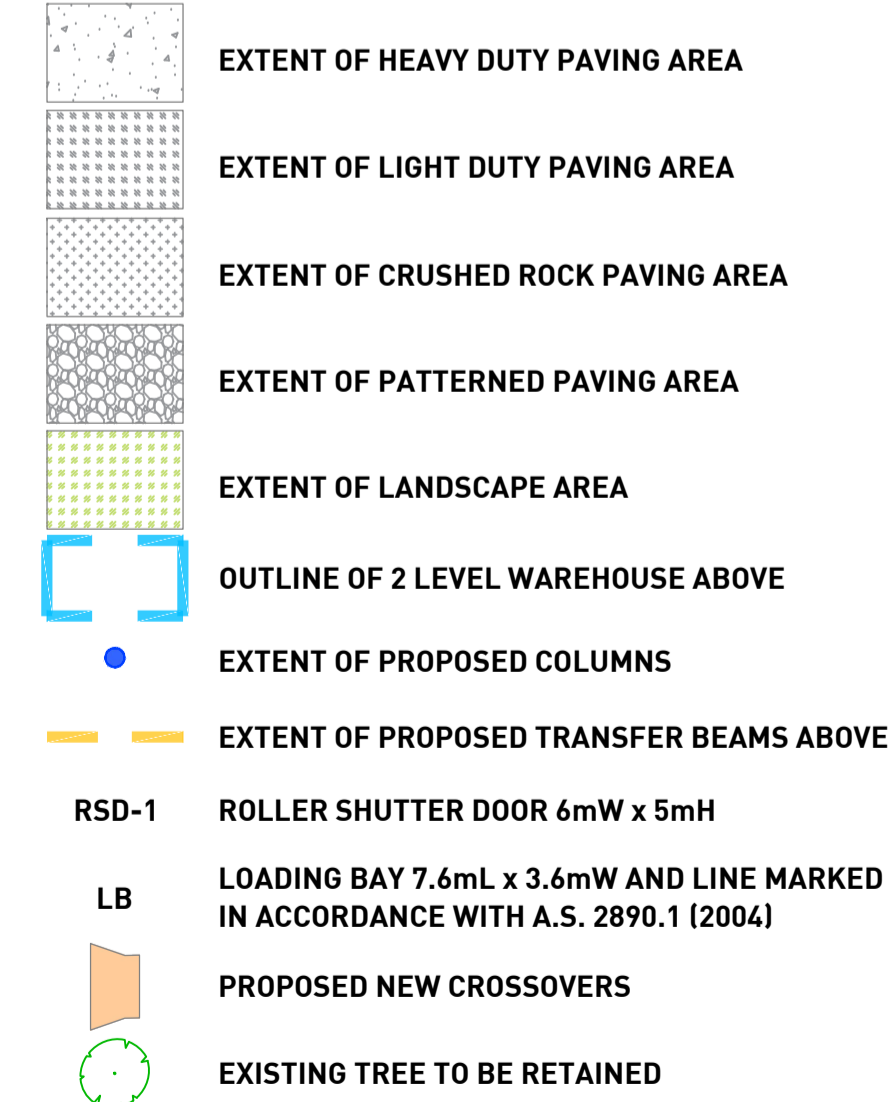 EXTENT OF HEAVY DUTY PAVING AREA
EXTENT OF LIGHT DUTY PAVING AREA
EXTENT OF CRUSHED ROCK PAVING AREA
EXTENT OF PATTERNED PAVING AREA
EXTENT OF LANDSCAPE AREA
OUTLINE OF 2 LEVEL WAREHOUSE ABOVE
EXTENT OF PROPOSED COLUMNS
EXTENT OF PROPOSED TRANSFER BEAMS ABOVE
RSD-1 ROLLER SHUTTER DOOR 6mW x 5mH
LB LOADING BAY 7.6mL x 3.6mW AND LINE MARKED
IN ACCORDANCE WITH A.S. 2890.1 (2004)
PROPOSED NEW CROSSOVERS
EXISTING TREE TO BE RETAINED